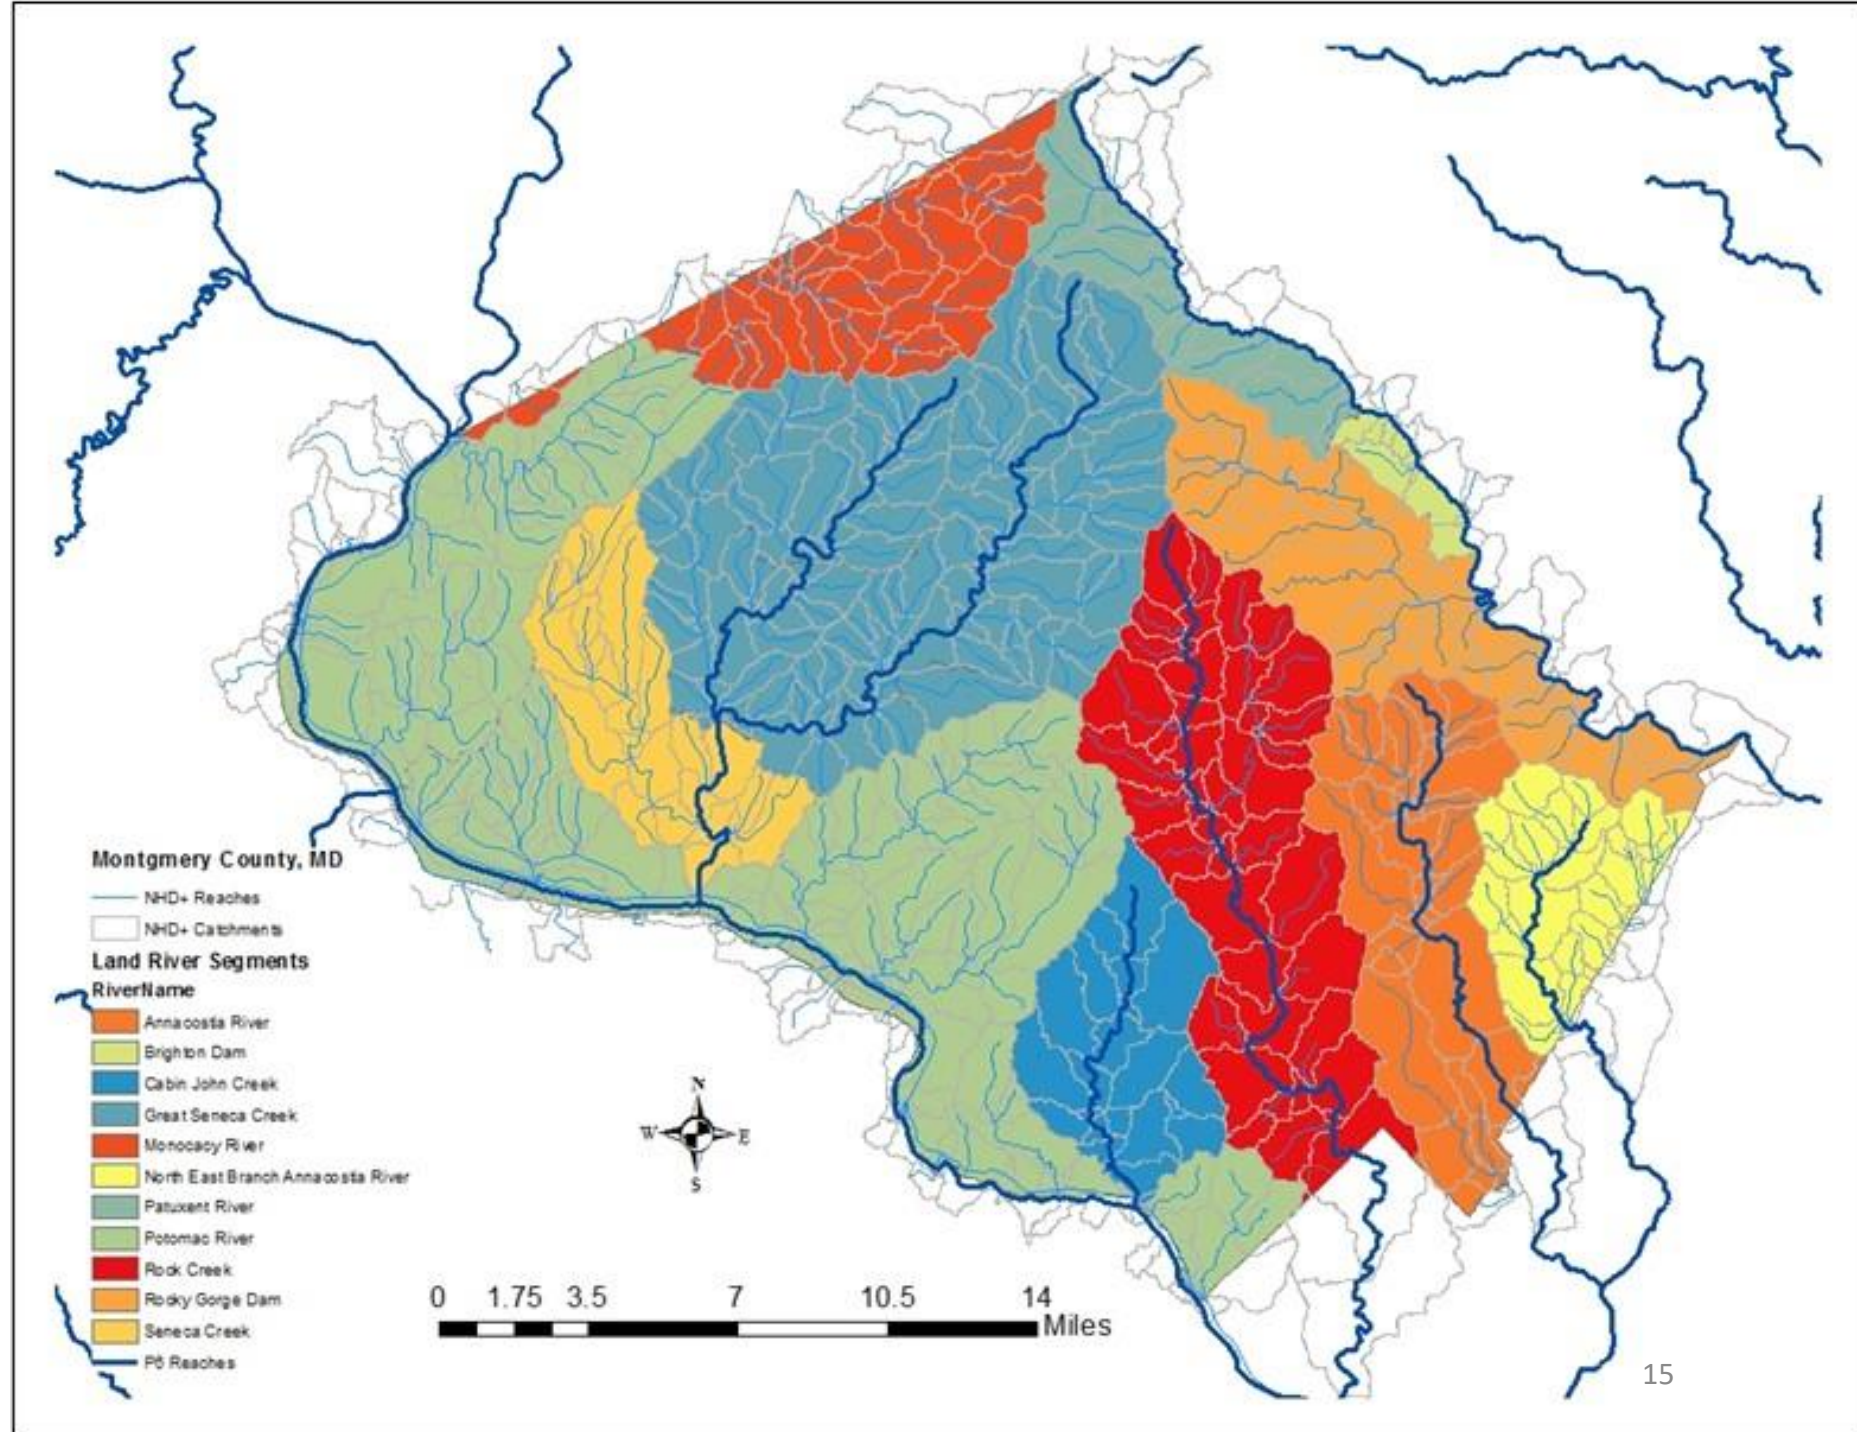 Montgmery County, MD
NHD+ Reaches
NHD+ Catchments
Land River Segments
RiverName
Annacostia River
Brighton Dam
Cabin John Creek
Great Seneca Creek
Monocacy River
North East Branch Annacostia River
Patuxent River
Potomac River
Rock Creek
Rocky Gorge Dam
Seneca Creek
P6 Reaches
N
W E
S
0 1.75 3.5 7 10.5 14
Miles
15